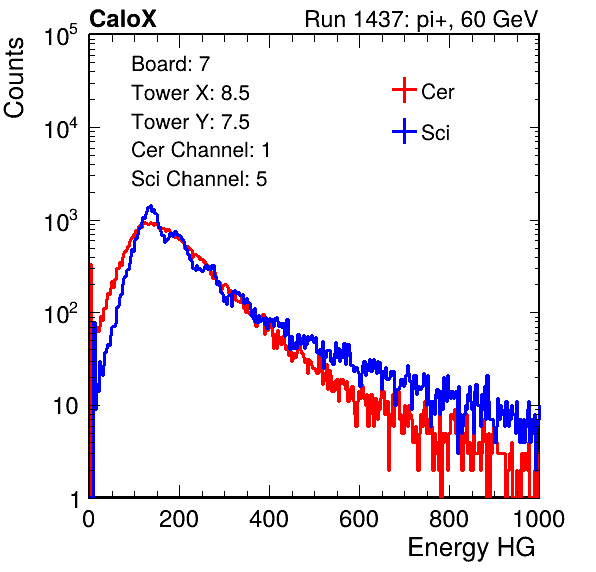 CaloX Run 1437: pi+, 60 GeV
Counts
10^5
10^4
10^3
10^2
10
1
Board: 7
Tower X: 8.5
Tower Y: 7.5
Cer Channel: 1
Sci Channel: 5
Cer
Sci
0 200 400 600 800 1000
Energy HG